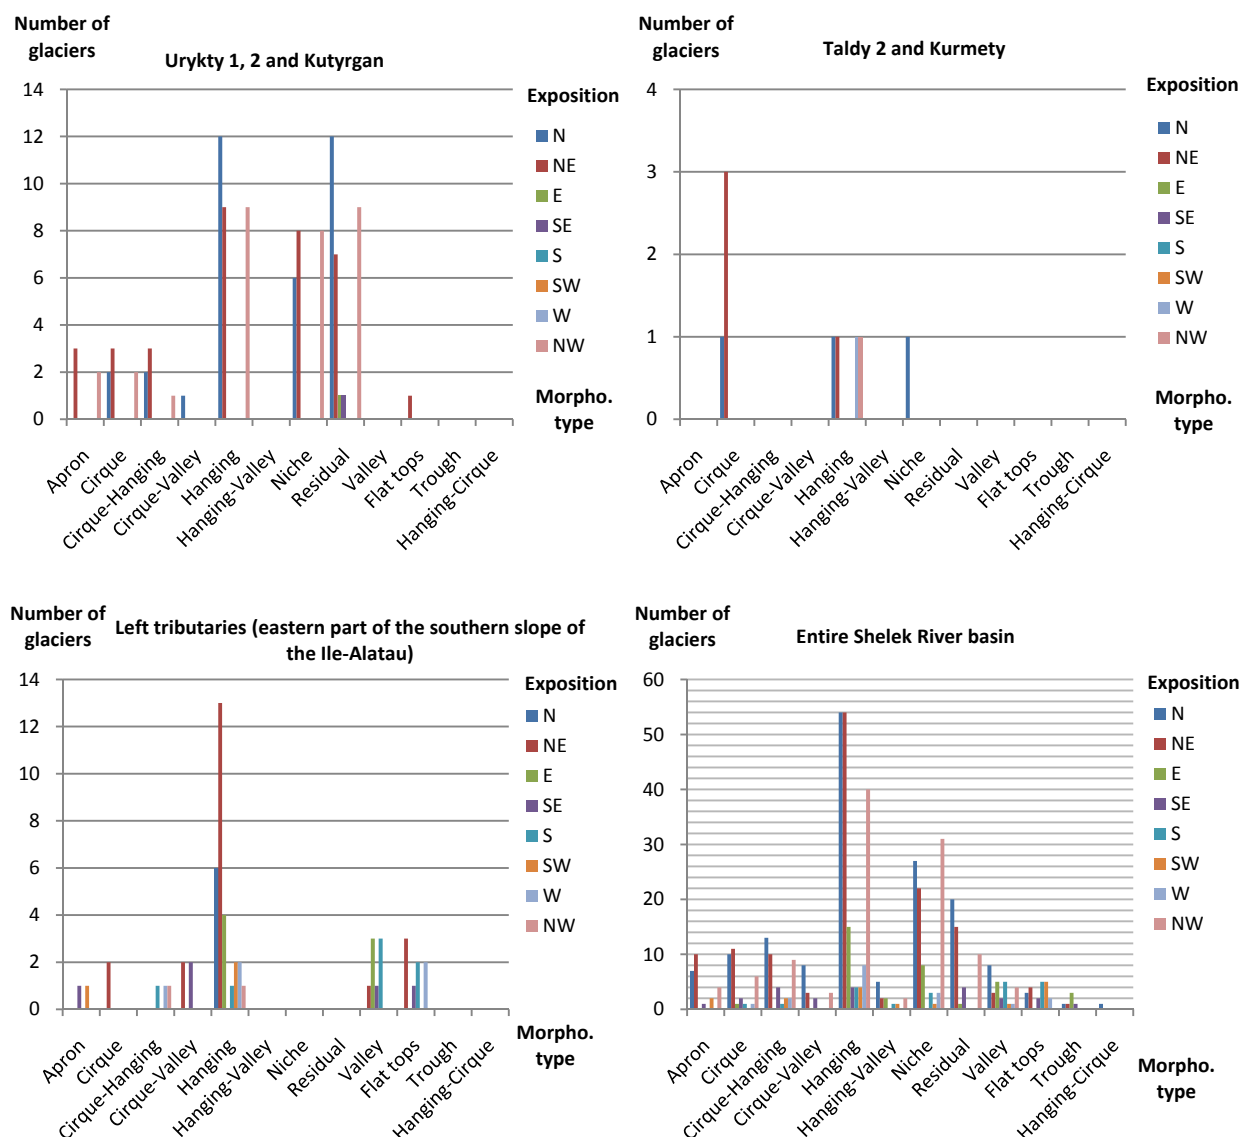 Number of
glaciers
Urykty 1, 2 and Kutyrgan
14
12
10
8
6
4
2
0
Apron
Cirque
Cirque-Hanging
Cirque-Valley
Hanging
Hanging-Valley
Niche
Residual
Valley
Flat tops
Trough
Hanging-Cirque
Exposition
N
NE
E
SE
S
SW
W
NW
Morpho.
type
Number of
glaciers
Taldy 2 and Kurmety
4
3
2
1
0
Apron
Cirque
Cirque-Hanging
Cirque-Valley
Hanging
Hanging-Valley
Niche
Residual
Valley
Flat tops
Trough
Hanging-Cirque
Exposition
N
NE
E
SE
S
SW
W
NW
Morpho.
type
Number of
glaciers
Left tributaries (eastern part of the southern slope of
the Ile-Alatau)
14
12
10
8
6
4
2
0
Apron
Cirque
Cirque-Hanging
Cirque-Valley
Hanging
Hanging-Valley
Niche
Residual
Valley
Flat tops
Trough
Hanging-Cirque
Exposition
N
NE
E
SE
S
SW
W
NW
Morpho.
type
Number of
glaciers
Entire Shelek River basin
60
50
40
30
20
10
0
Apron
Cirque
Cirque-Hanging
Cirque-Valley
Hanging
Hanging-Valley
Niche
Residual
Valley
Flat tops
Trough
Hanging-Cirque
Exposition
N
NE
E
SE
S
SW
W
NW
Morpho.
type